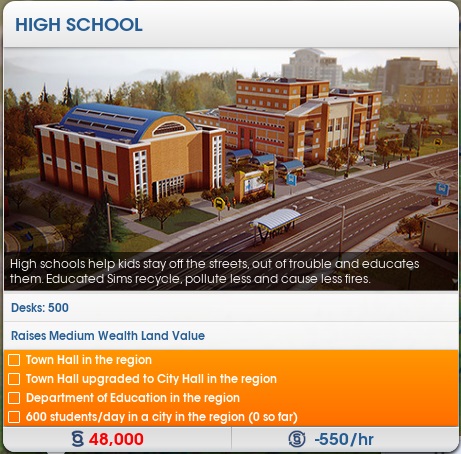 HIGH SCHOOL
High schools help kids stay off the streets, out of trouble and educates
them. Educated Sims recycle, pollute less and cause less fires.
Desks: 500
Raises Medium Wealth Land Value
Town Hall in the region
Town Hall upgraded to City Hall in the region
Department of Education in the region
600 students/day in a city in the region (0 so far)
48,000
-550/hr